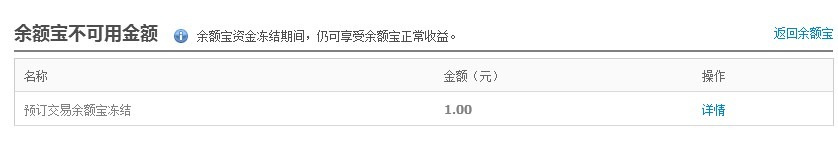 余额宝不可用金额 余额宝资金冻结期间，仍可享受余额宝正常收益。 返回余额宝
名称 金额（元） 操作
预订交易余额宝冻结 1.00 详情